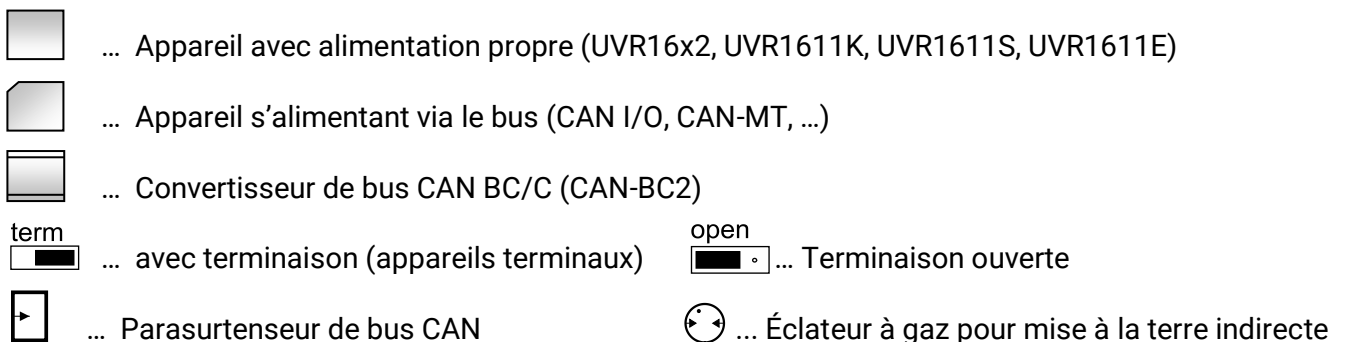 … Appareil avec alimentation propre (UVR16x2, UVR1611K, UVR1611S, UVR1611E)
… Appareil s’alimentant via le bus (CAN I/O, CAN-MT, …)
… Convertisseur de bus CAN BC/C (CAN-BC2)
term … avec terminaison (appareils terminaux) open … Terminaison ouverte
… Parasurtenseur de bus CAN ... Éclateur à gaz pour mise à la terre indirecte